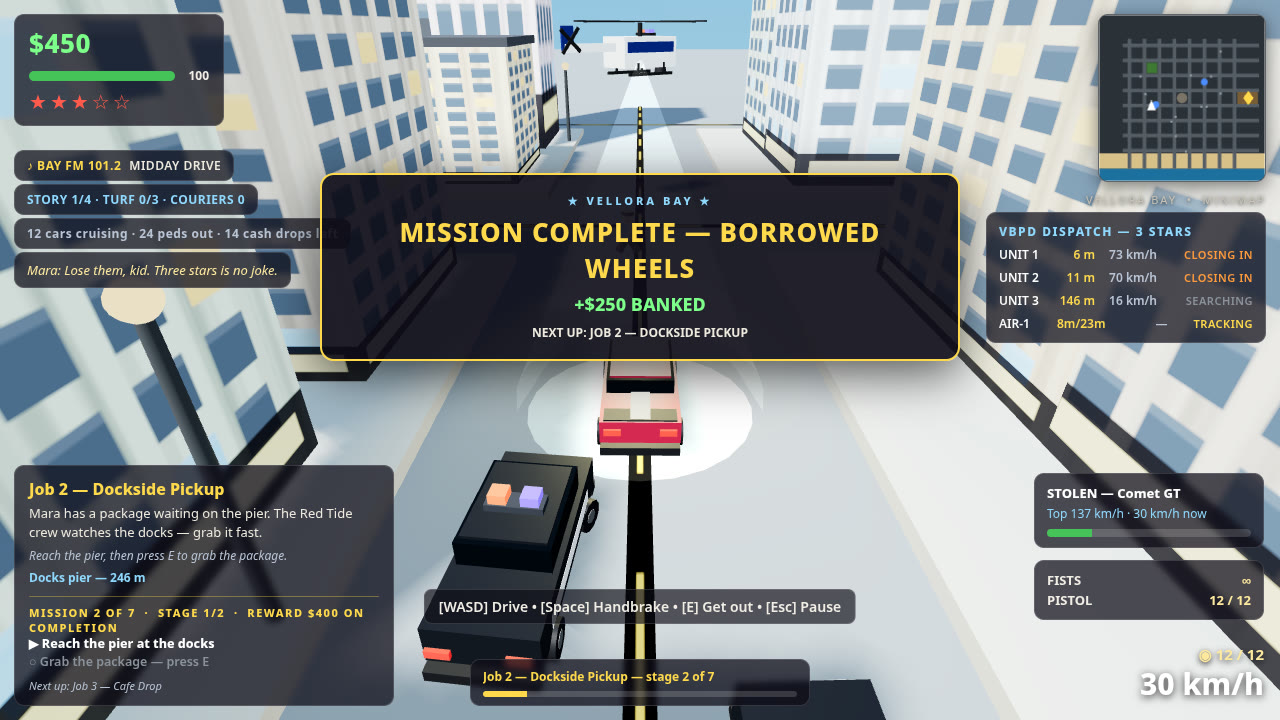 $450
100
★★★☆☆
♪ BAY FM 101.2 MIDDAY DRIVE
STORY 1/4 · TURF 0/3 · COURIERS 0
12 cars cruising · 24 peds out · 14 cash drops left
Mara: Lose them, kid. Three stars is no joke.
★ VELLORA BAY ★
MISSION COMPLETE — BORROWED
WHEELS
+$250 BANKED
NEXT UP: JOB 2 — DOCKSIDE PICKUP
VELLORA BAY • MINIMAP
VBPD DISPATCH — 3 STARS
UNIT 1 6 m 73 km/h CLOSING IN
UNIT 2 11 m 70 km/h CLOSING IN
UNIT 3 146 m 16 km/h SEARCHING
AIR-1 8m/23m — TRACKING
Job 2 — Dockside Pickup
Mara has a package waiting on the pier. The Red Tide
crew watches the docks — grab it fast.
Reach the pier, then press E to grab the package.
Docks pier — 246 m
MISSION 2 OF 7 · STAGE 1/2 · REWARD $400 ON
COMPLETION
▶ Reach the pier at the docks
○ Grab the package — press E
Next up: Job 3 — Cafe Drop
[WASD] Drive • [Space] Handbrake • [E] Get out • [Esc] Pause
Job 2 — Dockside Pickup — stage 2 of 7
STOLEN — Comet GT
Top 137 km/h · 30 km/h now
FISTS ∞
PISTOL 12 / 12
◉ 12 / 12
30 km/h